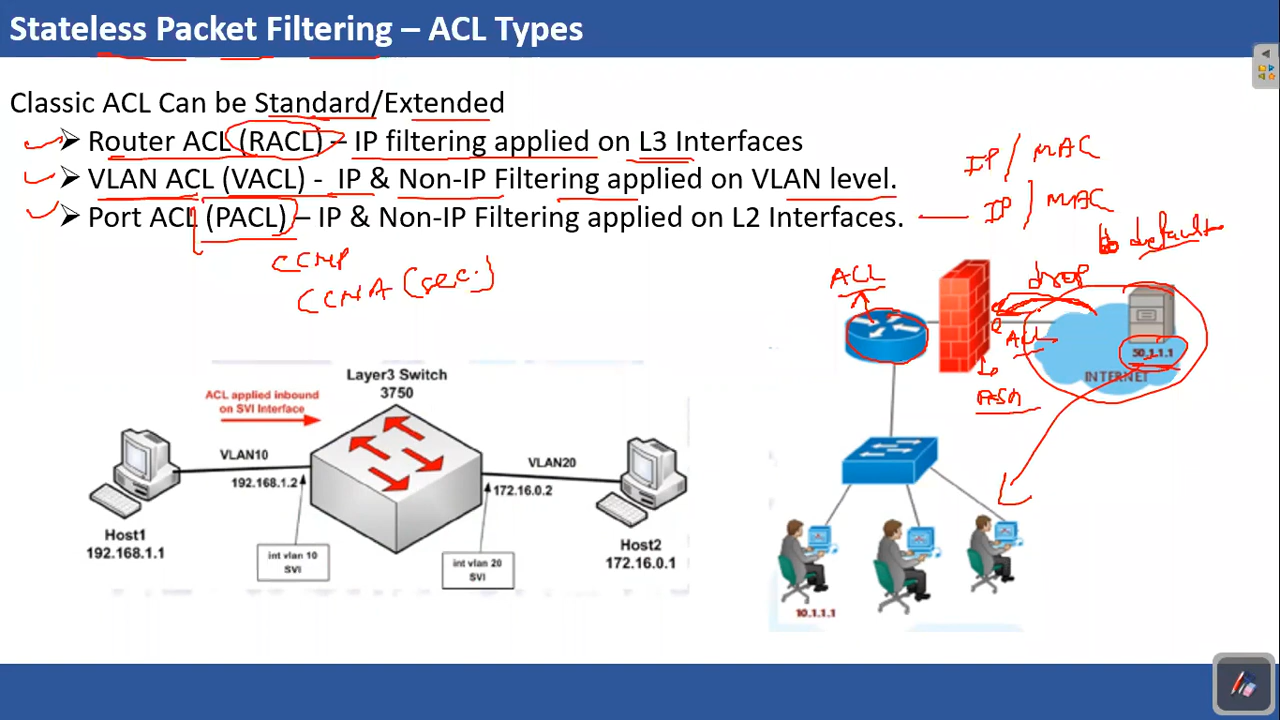 Stateless Packet Filtering – ACL Types
Classic ACL Can be Standard/Extended
➢ Router ACL (RACL) – IP filtering applied on L3 Interfaces
➢ VLAN ACL (VACL) - IP & Non-IP Filtering applied on VLAN level.
➢ Port ACL (PACL) – IP & Non-IP Filtering applied on L2 Interfaces.
IP / MAC
IP / MAC
default
CCNP
CCNA (sec.)
ACL
drop
ACL
50.1.1.1
INTERNET
ASA
Layer3 Switch
3750
ACL applied inbound
on SVI Interface
VLAN10
192.168.1.2
VLAN20
172.16.0.2
Host1
192.168.1.1
int vlan 10
SVI
int vlan 20
SVI
Host2
172.16.0.1
10.1.1.1